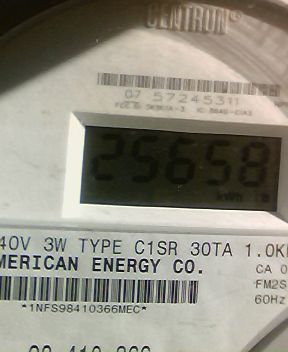 CENTRON®
07 57245311
25658
kWh
40V 3W TYPE C1SR 30TA 1.0K
MERICAN ENERGY CO.
CA 0
FM2S
60Hz
*1NFS98410366MEC*